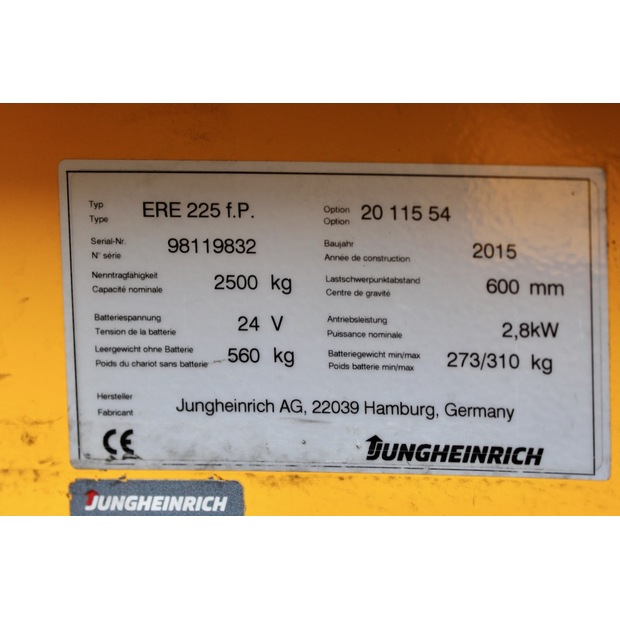 Typ
Type
ERE 225 f.P.
Option
Option
20 115 54
Serial-Nr.
N° série
98119832
Baujahr
Année de construction
2015
Nenntragfähigkeit
Capacité nominale
2500 kg
Lastschwerpunktabstand
Centre de gravité
600 mm
Batteriespannung
Tension de la batterie
24 V
Antriebsleistung
Puissance nominale
2,8kW
Leergewicht ohne Batterie
Poids du chariot sans batterie
560 kg
Batteriegewicht min/max
Poids batterie min/max
273/310 kg
Hersteller
Fabricant
Jungheinrich AG, 22039 Hamburg, Germany
CE
JUNGHEINRICH
JUNGHEINRICH